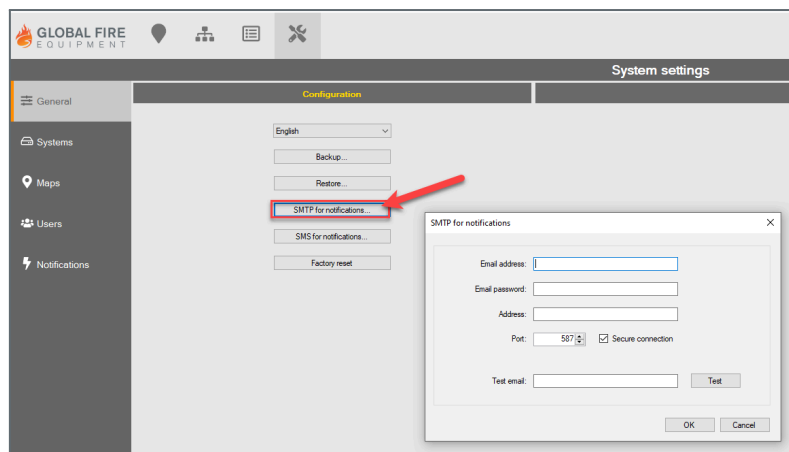 GLOBAL FIRE
EQUIPMENT
System settings
General
Systems
Maps
Users
Notifications
Configuration
English
Backup...
Restore...
SMTP for notifications...
SMS for notifications...
Factory reset
SMTP for notifications
Email address:
Email password:
Address:
Port: 587 Secure connection
Test email: Test
OK Cancel